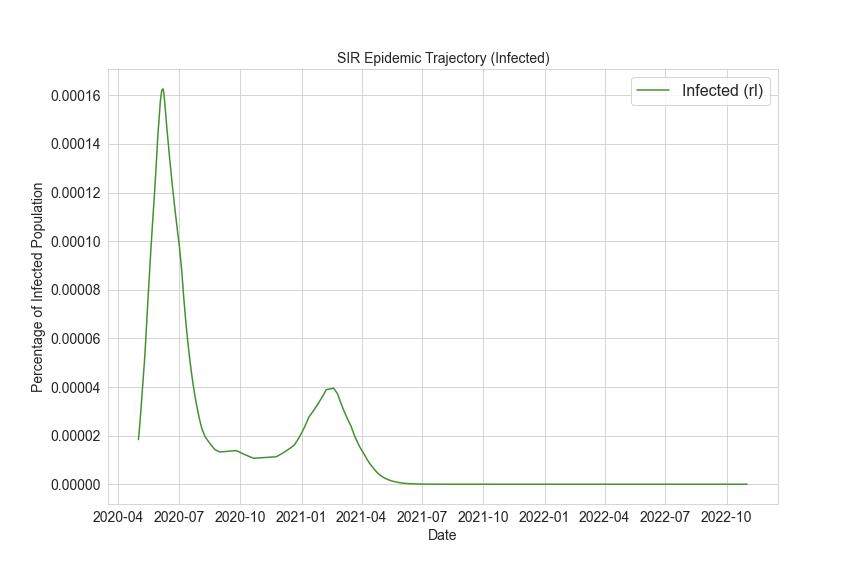 SIR Epidemic Trajectory (Infected)
Infected (rI)
Percentage of Infected Population
0.00016
0.00014
0.00012
0.00010
0.00008
0.00006
0.00004
0.00002
0.00000
2020-04 2020-07 2020-10 2021-01 2021-04 2021-07 2021-10 2022-01 2022-04 2022-07 2022-10
Date